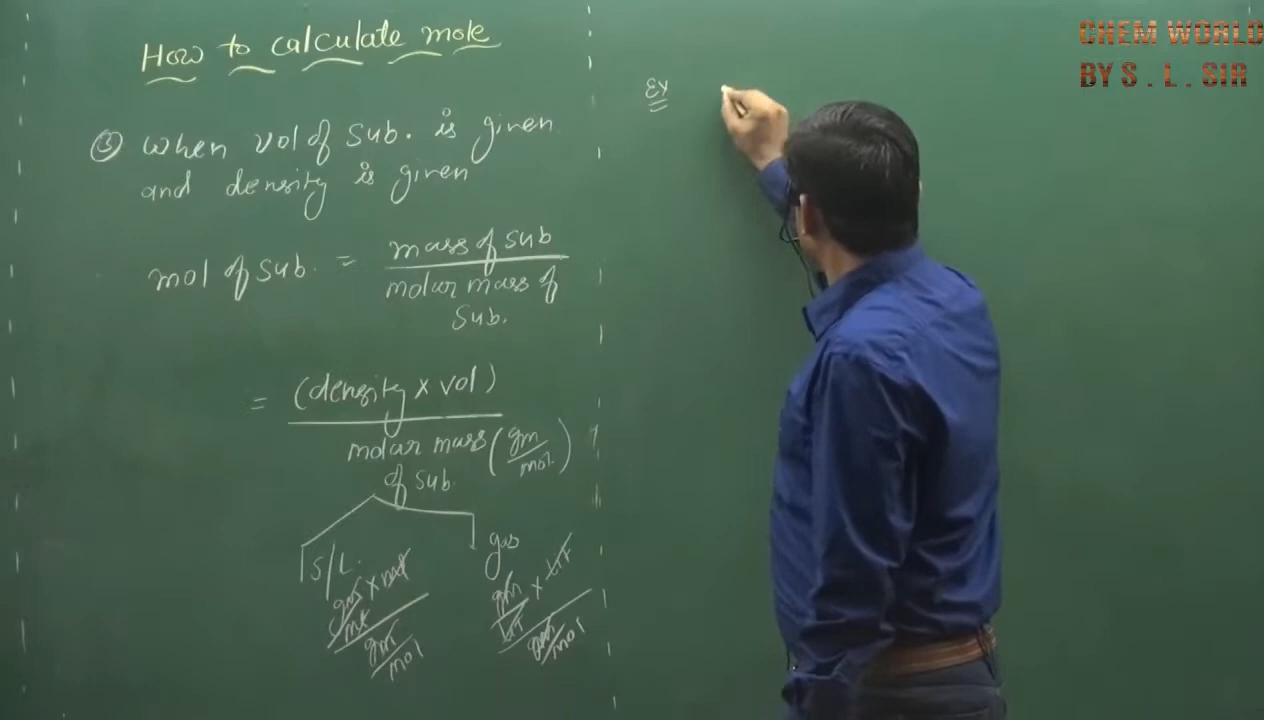 How to calculate mole
③ when vol of sub. is given
and density is given
mol of sub. = mass of sub
molar mass of
sub.
= (density x vol)
molar mass (gm/mol)
of sub.
S/L.
gas
gm/ml x ml
gm/mol
gm/lit x lit
gm/mol
Ex
CHEM WORLD
BY S . L . SIR